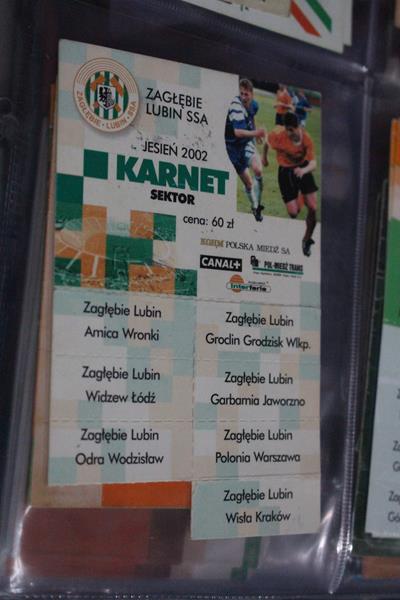 ZAGŁĘBIE
LUBIN SSA
ZAGŁĘBIE · LUBIN · SSA
JESIEŃ 2002
KARNET
SEKTOR
cena: 60 zł
KGHM POLSKA MIEDŹ SA
CANAL+
POL-MIEDŹ TRANS
Interferie
Zagłębie Lubin
Amica Wronki
Zagłębie Lubin
Groclin Grodzisk Wlkp.
Zagłębie Lubin
Widzew Łódź
Zagłębie Lubin
Garbarnia Jaworzno
Zagłębie Lubin
Odra Wodzisław
Zagłębie Lubin
Polonia Warszawa
Zagłębie Lubin
Wisła Kraków